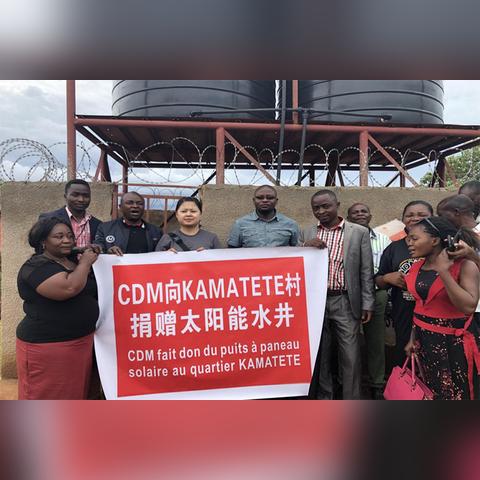 CDM向KAMATETE村
捐赠太阳能水井
CDM fait don du puits à paneau
solaire au quartier KAMATETE